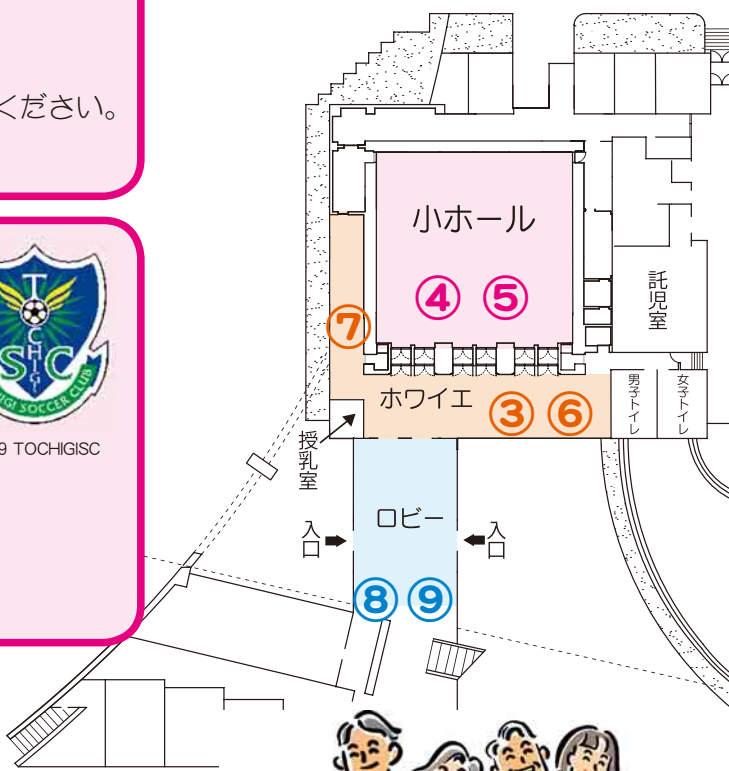 ください。
TOCHIGI
SC
TOCHIGI SOCCER CLUB
9 TOCHIGISC
小ホール
④ ⑤
⑦
託児室
ホワイエ
③ ⑥
男子トイレ
女子トイレ
授乳室
ロビー
入口
入口
⑧ ⑨